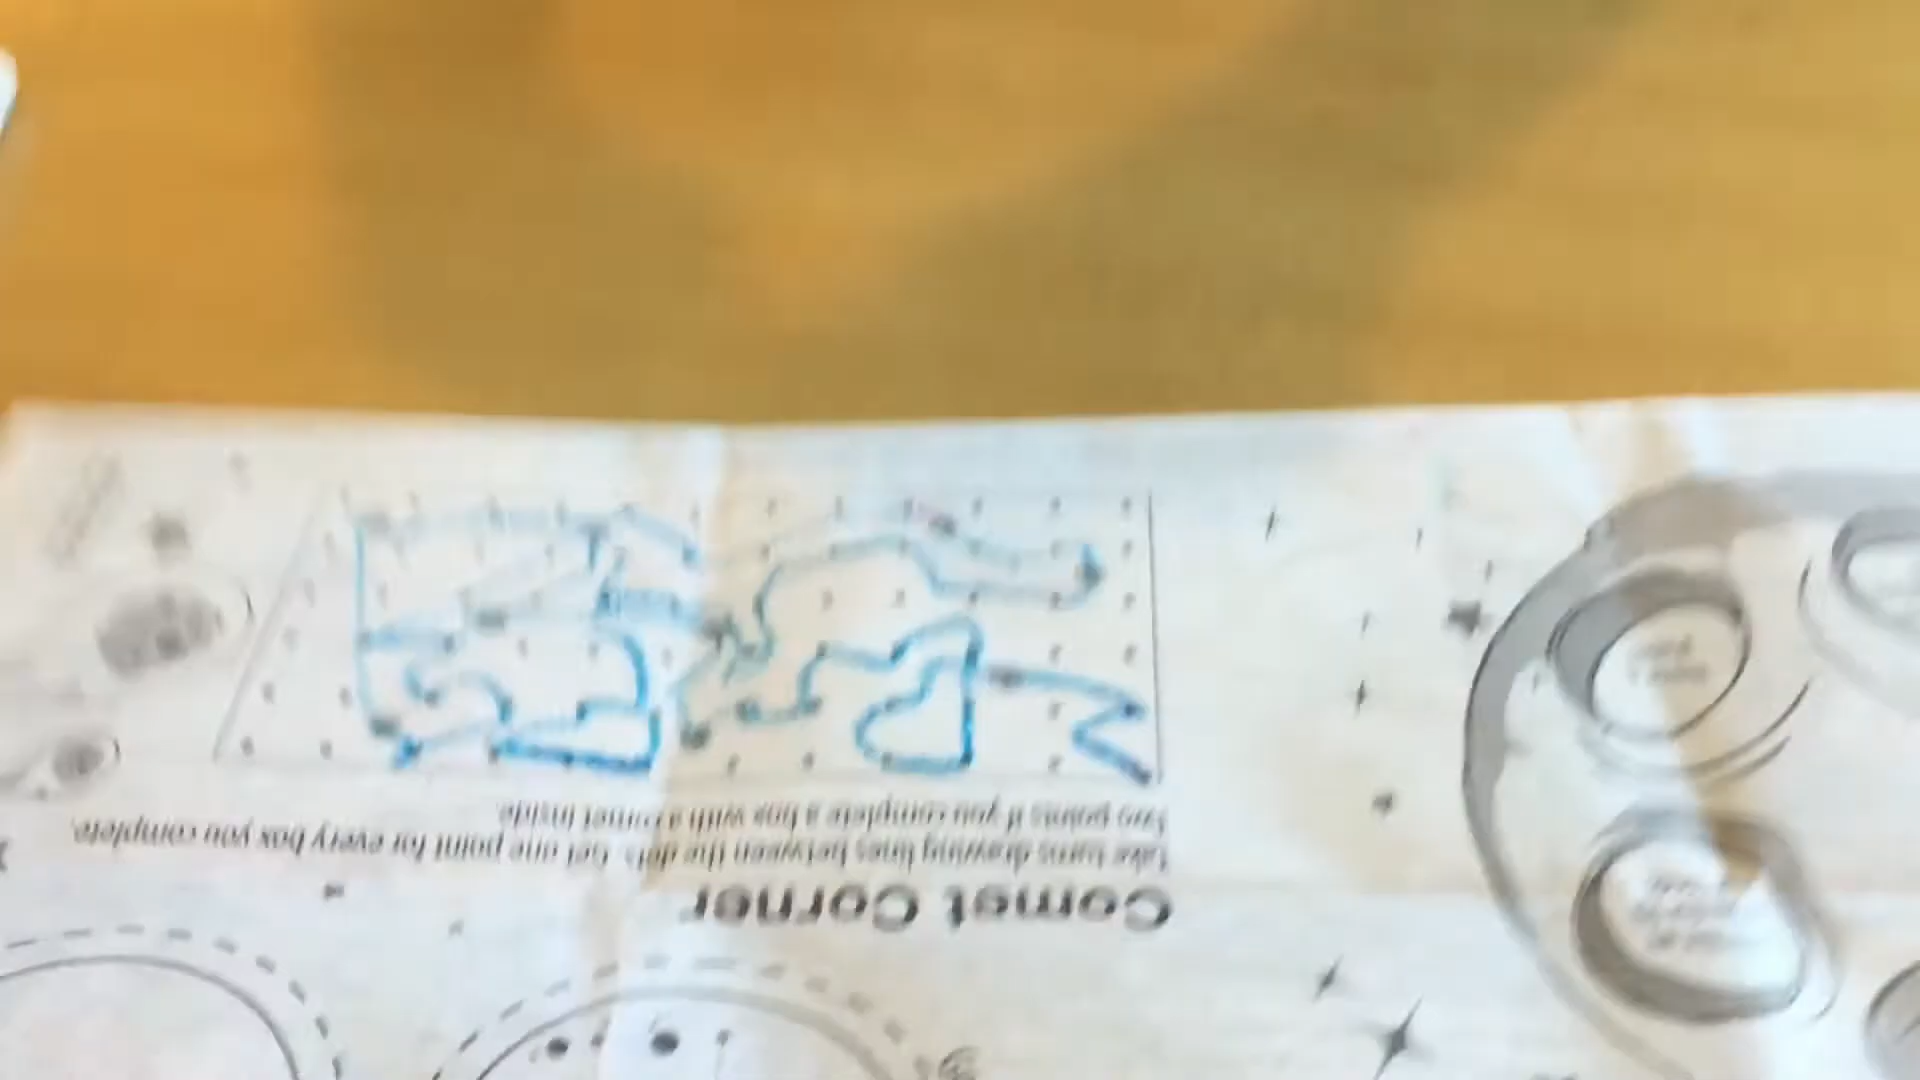 Comet Corner
Take turns drawing lines between the dots. Get one point for every box you complete.
Two points if you complete a box with a comet inside.